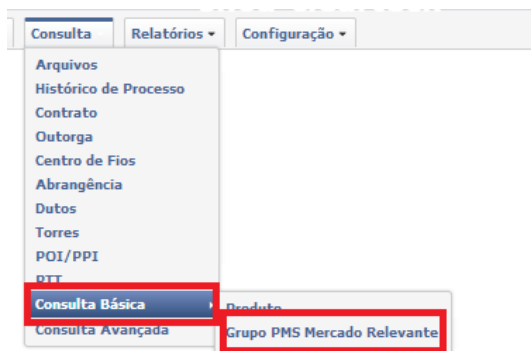 Consulta Relatórios Configuração
Arquivos
Histórico de Processo
Contrato
Outorga
Centro de Fios
Abrangência
Dutos
Torres
POI/PPI
PTT
Consulta Básica Produto
Consulta Avançada Grupo PMS Mercado Relevante